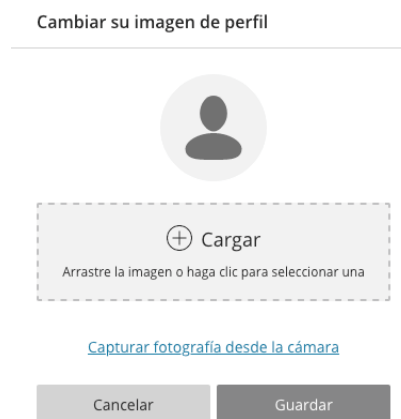 Cambiar su imagen de perfil
Cargar
Arrastre la imagen o haga clic para seleccionar una
Capturar fotografía desde la cámara
Cancelar
Guardar